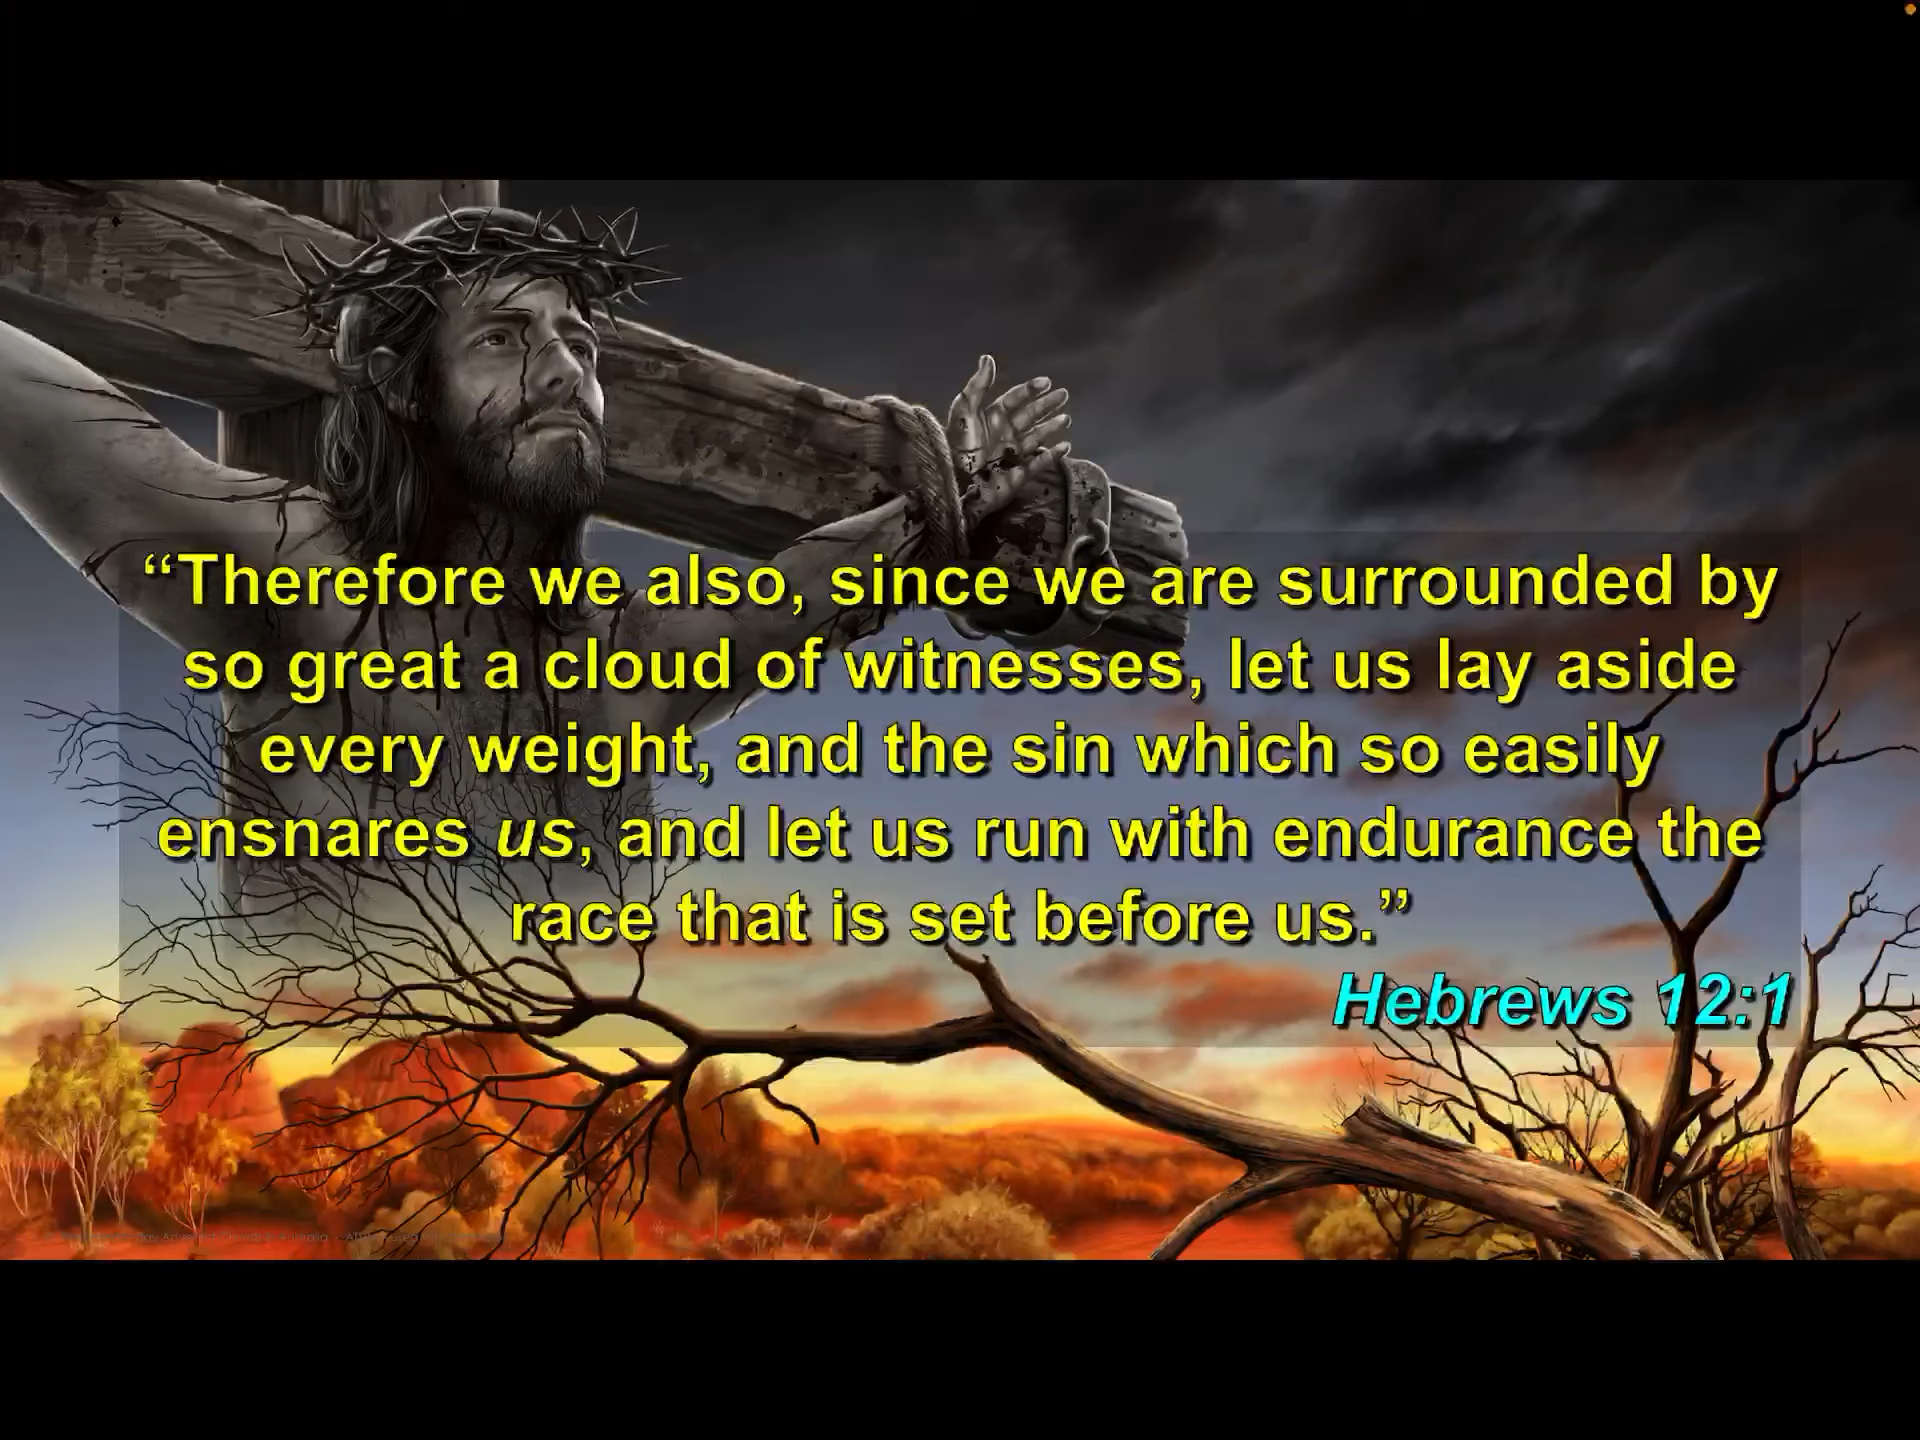 “Therefore we also, since we are surrounded by
so great a cloud of witnesses, let us lay aside
every weight, and the sin which so easily
ensnares us, and let us run with endurance the
race that is set before us.”
Hebrews 12:1
Australia